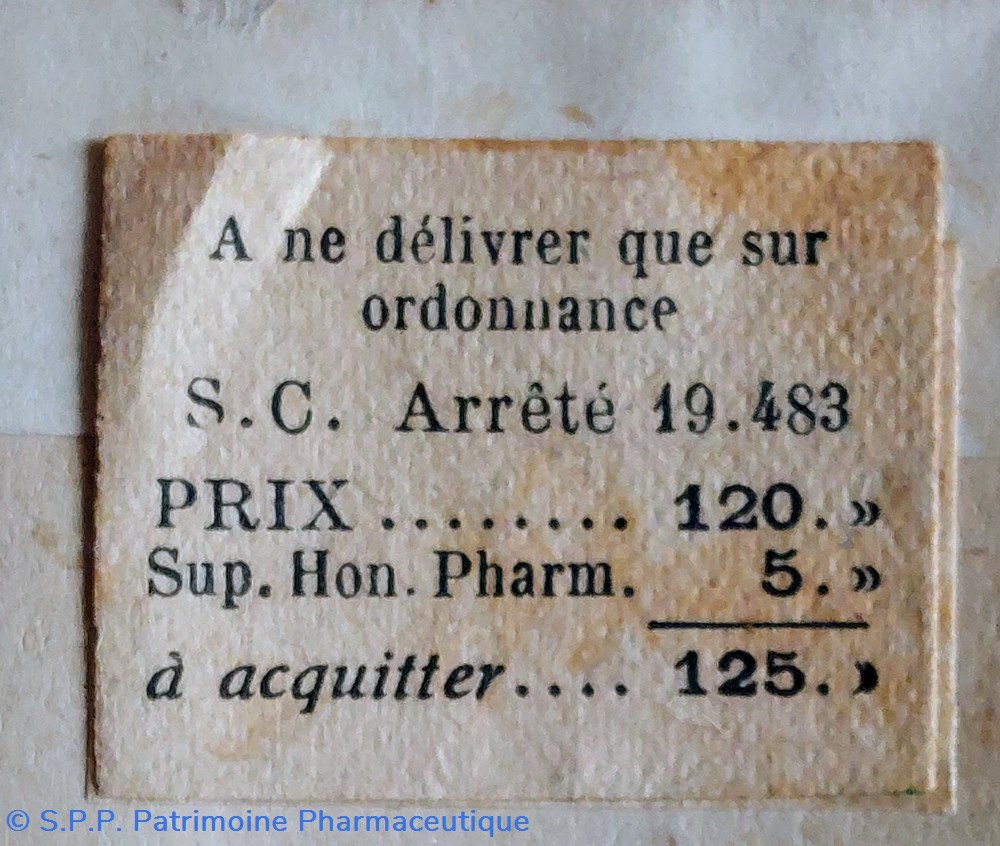 A ne délivrer que sur
ordonnance
S.C. Arrêté 19.483
PRIX ........ 120. »
Sup. Hon. Pharm. 5. »
à acquitter.... 125. »
© S.P.P. Patrimoine Pharmaceutique